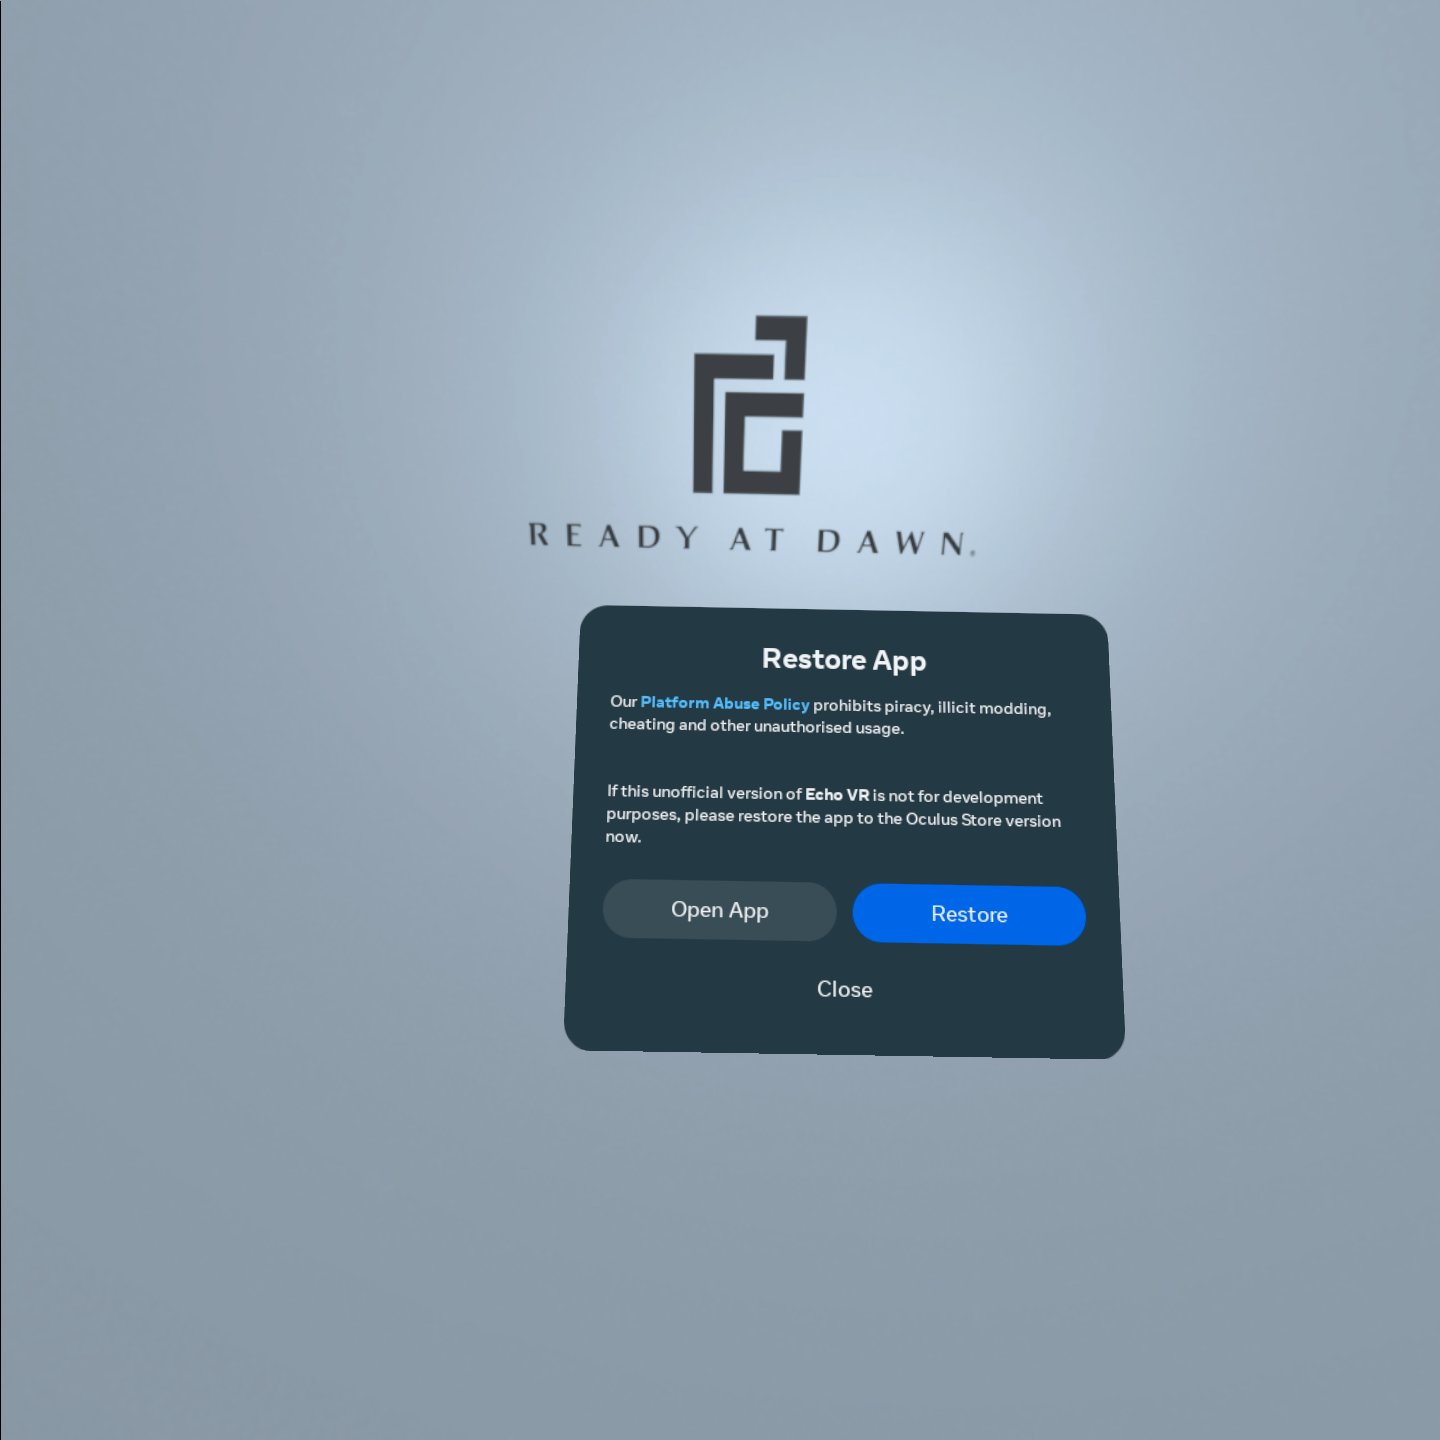 READY AT DAWN®
Restore App
Our Platform Abuse Policy prohibits piracy, illicit modding,
cheating and other unauthorised usage.
If this unofficial version of Echo VR is not for development
purposes, please restore the app to the Oculus Store version
now.
Open App
Restore
Close